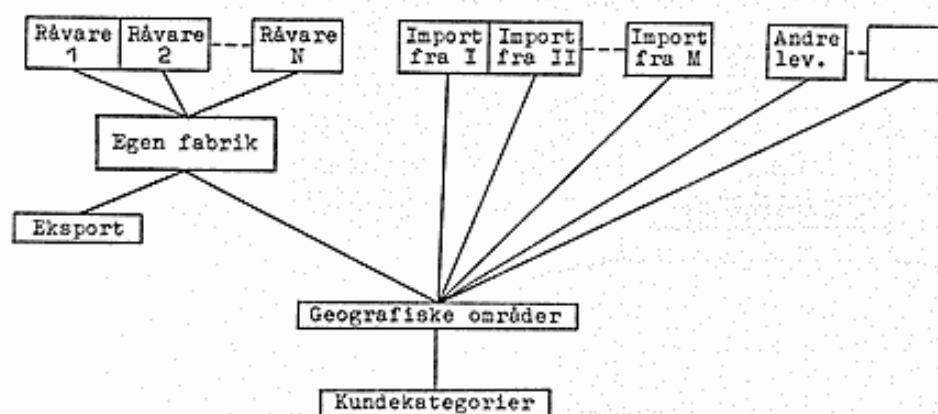 Råvare 1
Råvare 2
Råvare N
Import fra I
Import fra II
Import fra M
Andre lev.
Egen fabrik
Eksport
Geografiske områder
Kundekategorier